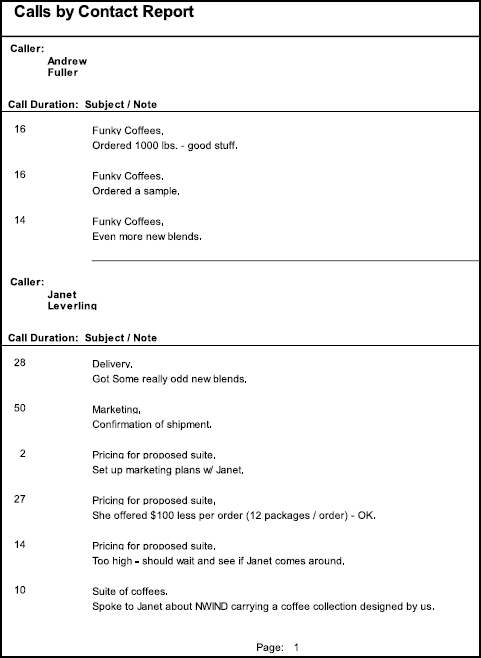 Calls by Contact Report
Caller:
Andrew
Fuller
Call Duration: Subject / Note
16 Funky Coffees,
Ordered 1000 lbs. - good stuff.
16 Funky Coffees,
Ordered a sample,
14 Funky Coffees,
Even more new blends.
Caller:
Janet
Leverling
Call Duration: Subject / Note
28 Delivery,
Got Some really odd new blends.
50 Marketing,
Confirmation of shipment.
2 Pricing for proposed suite,
Set up marketing plans w/ Janet.
27 Pricing for proposed suite,
She offered $100 less per order (12 packages / order) - OK.
14 Pricing for proposed suite,
Too high - should wait and see if Janet comes around.
10 Suite of coffees.
Spoke to Janet about NWIND carrying a coffee collection designed by us.
Page: 1